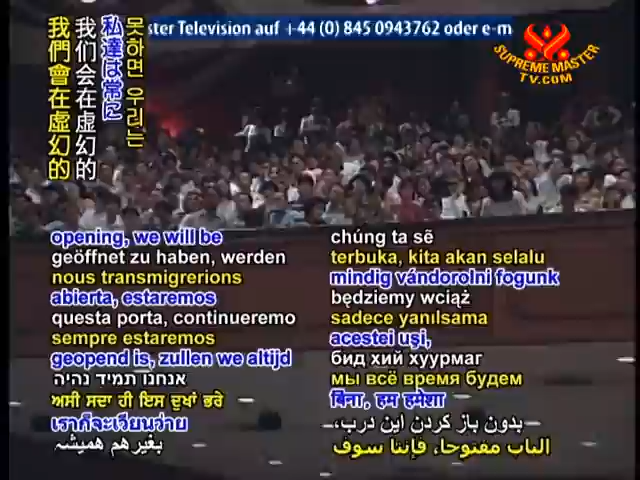 ster Television auf +44 (0) 845 0943762 oder e-m
SUPREME MASTER
TV.COM
못하면 우리는
私達は常に
我们会在虚幻的
我們會在虛幻的
opening, we will be
geöffnet zu haben, werden
nous transmigrerions
abierta, estaremos
questa porta, continueremo
sempre estaremos
geopend is, zullen we altijd
אנחנו תמיד נהיה
ਅਸੀ ਸਦਾ ਹੀ ਇਸ ਦੁਖਾਂ ਭਰੇ
เราก็จะเวียนว่าย
بغیرهم همیشہ
chúng ta sẽ
terbuka, kita akan selalu
mindig vándorolni fogunk
będziemy wciąż
sadece yanılsama
acestei uşi,
бид хий хуурмаг
мы всё время будем
बिना, हम हमेशा
بدون باز کردن این درب،
الباب مفتوحا، فإننا سوف